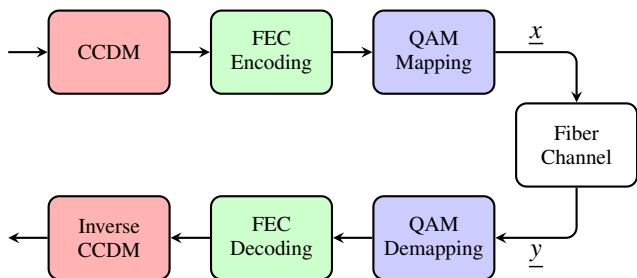 CCDM
FEC
Encoding
QAM
Mapping
x
Fiber
Channel
Inverse
CCDM
FEC
Decoding
QAM
Demapping
y